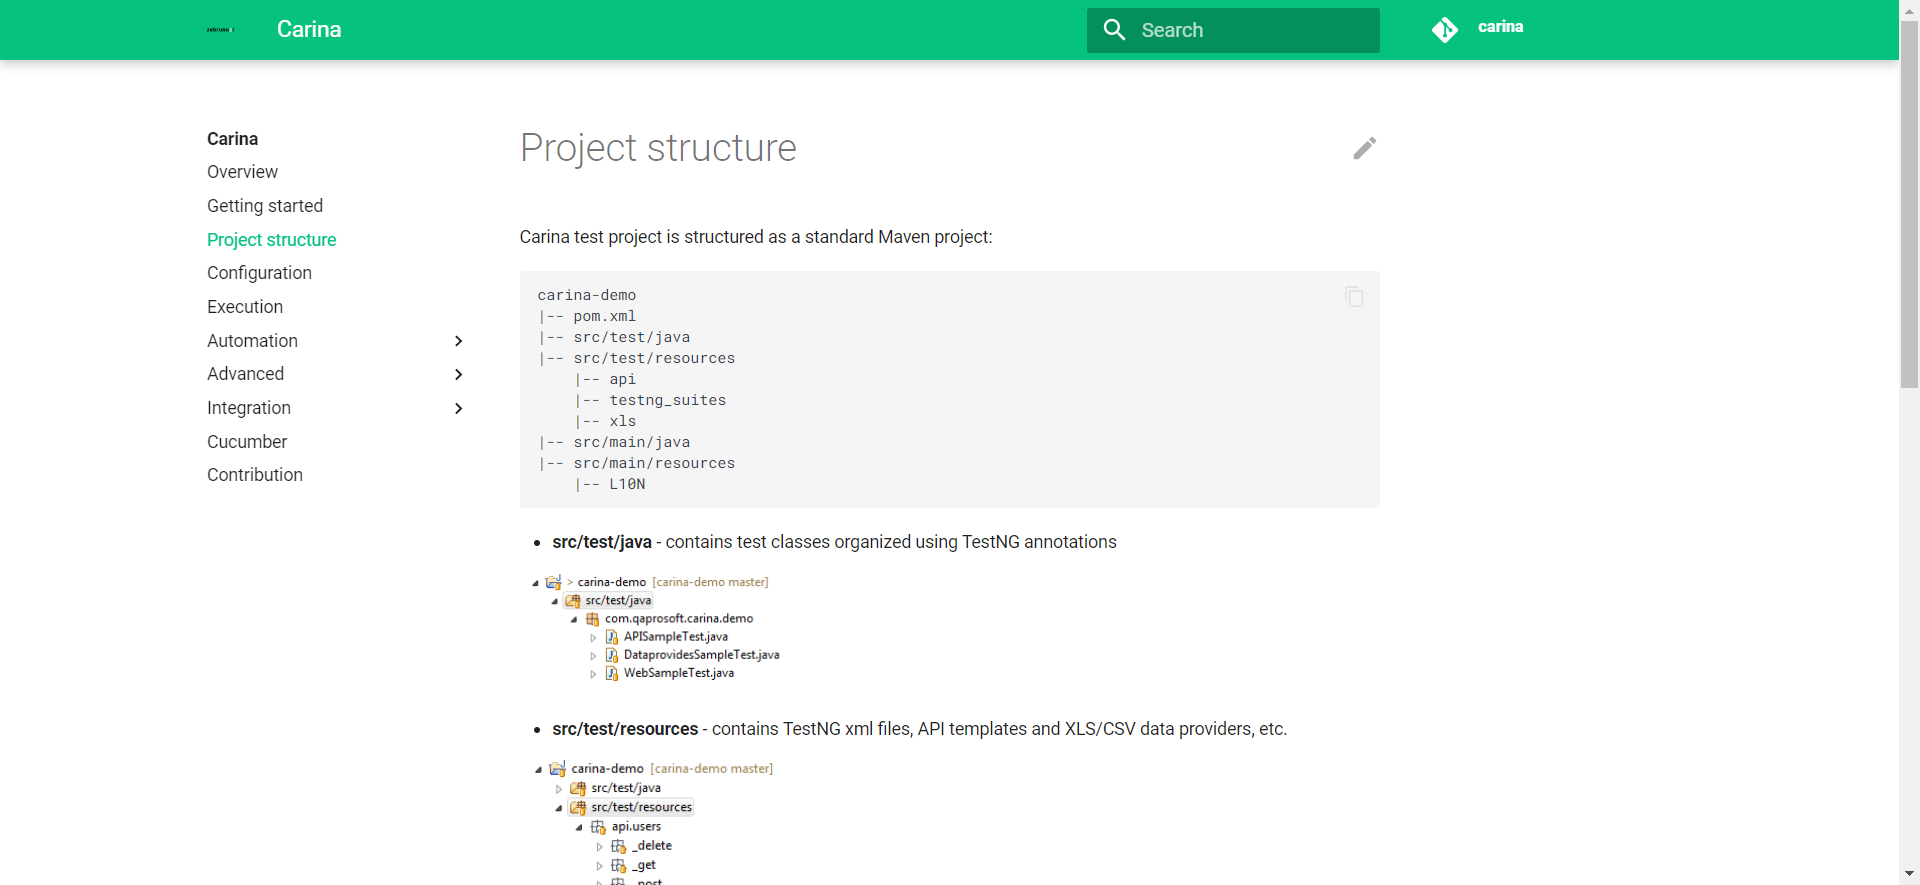 zebrunner
Carina
Search
carina
Carina
Overview
Getting started
Project structure
Configuration
Execution
Automation
Advanced
Integration
Cucumber
Contribution
Project structure
Carina test project is structured as a standard Maven project:
carina-demo
|-- pom.xml
|-- src/test/java
|-- src/test/resources
    |-- api
    |-- testng_suites
    |-- xls
|-- src/main/java
|-- src/main/resources
    |-- L10N
• src/test/java - contains test classes organized using TestNG annotations
> carina-demo [carina-demo master]
src/test/java
com.qaprosoft.carina.demo
APISampleTest.java
DataprovidesSampleTest.java
WebSampleTest.java
• src/test/resources - contains TestNG xml files, API templates and XLS/CSV data providers, etc.
carina-demo [carina-demo master]
src/test/java
src/test/resources
api.users
_delete
_get
_post